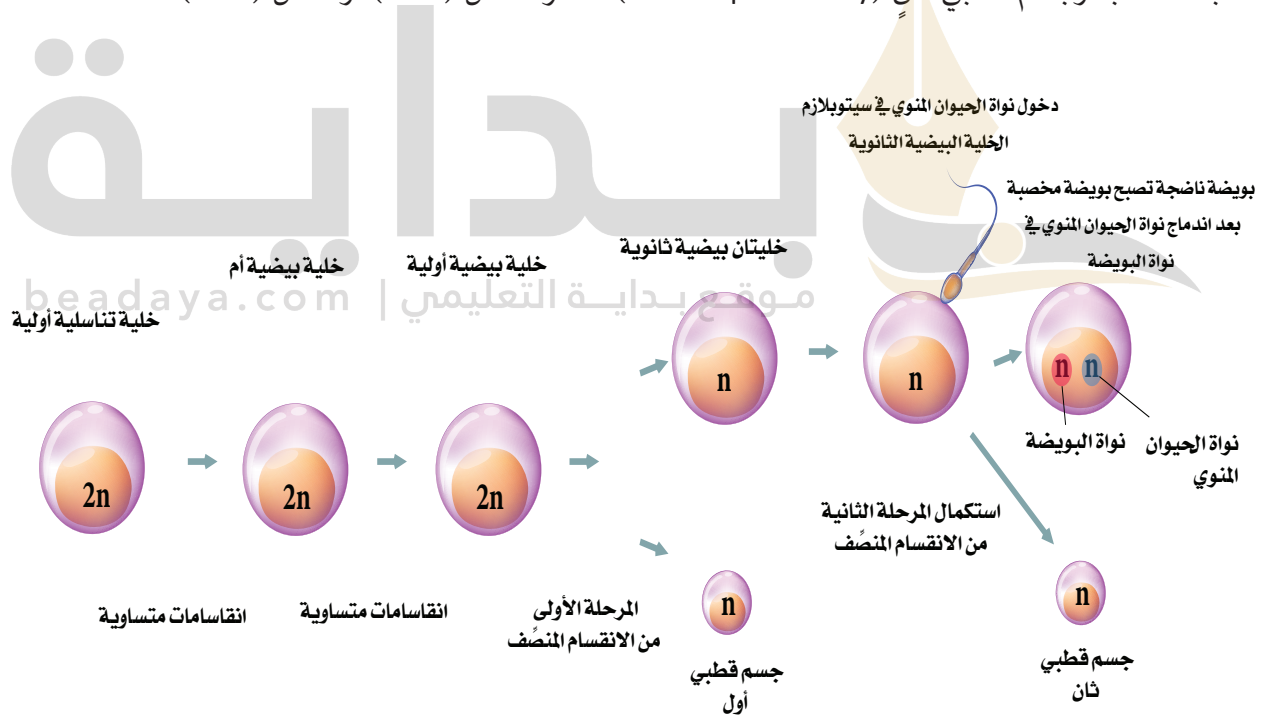 دخول نواة الحيوان المنوي في سيتوبلازم
الخلية البيضية الثانوية
بويضة ناضجة تصبح بويضة مخصبة
بعد اندماج نواة الحيوان المنوي في
نواة البويضة
خليتان بيضية ثانوية
خلية بيضية أولية
خلية بيضية أم
خلية تناسلية أولية
بداية
موقع بداية التعليمي | beadaya.com
2n
2n
2n
n
n
n
n
نواة الحيوان
المنوي
نواة البويضة
استكمال المرحلة الثانية
من الانقسام المنصِّف
n
n
جسم قطبي
ثان
جسم قطبي
أول
المرحلة الأولى
من الانقسام المنصِّف
انقاسامات متساوية
انقاسامات متساوية